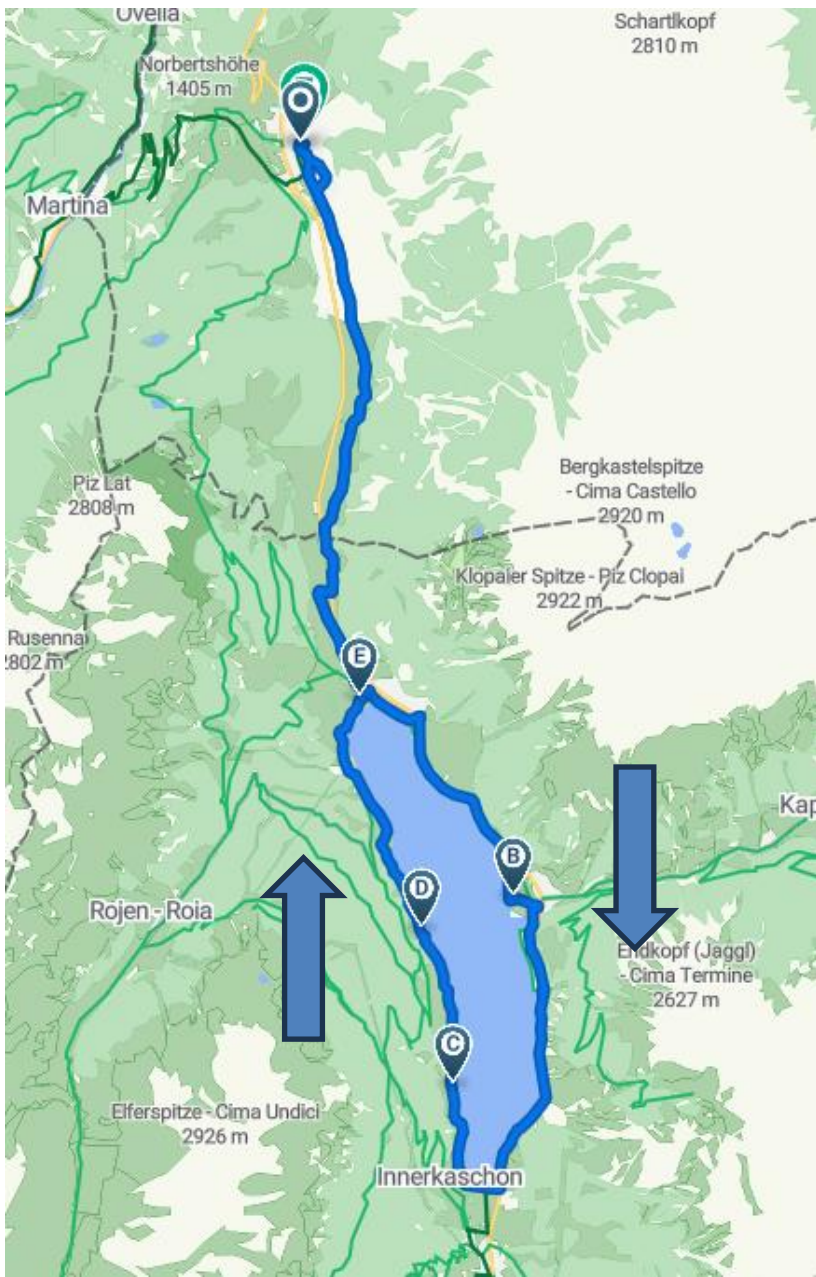 Ovella
Schartlkopf
2810 m
Norbertshöhe
1405 m
Martina
Bergkastelspitze
- Cima Castello
2920 m
Piz Lat
2808 m
Klopaier Spitze - Piz Clopai
2922 m
Rusenna
2802 m
E
Kap
B
D
Rojen - Roia
Endkopf (Jaggl)
- Cima Termine
2627 m
C
Elferspitze - Cima Undici
2926 m
Innerkaschon